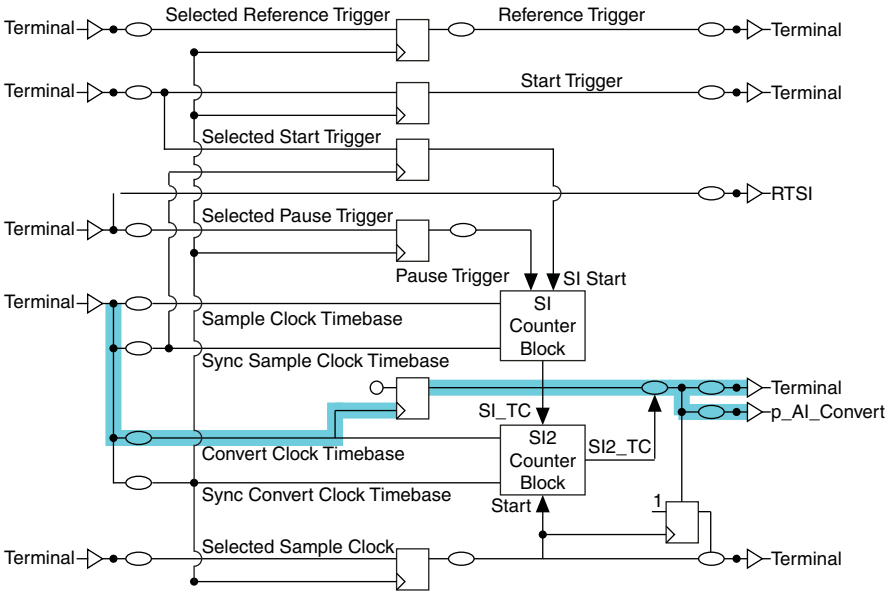 Terminal Selected Reference Trigger Reference Trigger Terminal
Terminal Start Trigger Terminal
Selected Start Trigger
RTSI
Terminal Selected Pause Trigger
Pause Trigger SI Start
Terminal
Sample Clock Timebase
SI
Counter
Block
Sync Sample Clock Timebase
Terminal
SI_TC p_AI_Convert
Convert Clock Timebase
SI2
Counter
Block
SI2_TC
Sync Convert Clock Timebase
Start 1
Terminal Selected Sample Clock Terminal